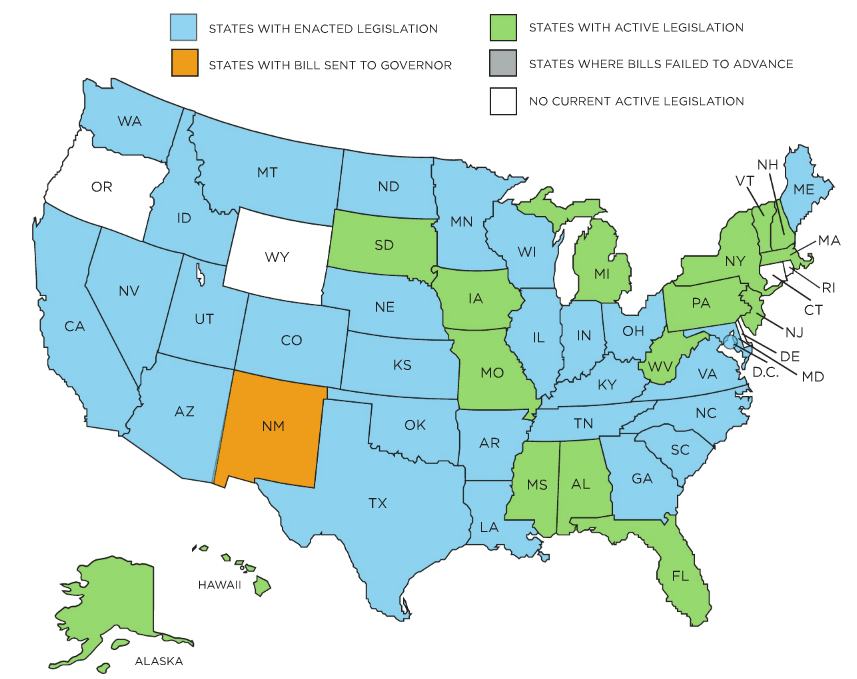 STATES WITH ENACTED LEGISLATION
STATES WITH ACTIVE LEGISLATION
STATES WITH BILL SENT TO GOVERNOR
STATES WHERE BILLS FAILED TO ADVANCE
NO CURRENT ACTIVE LEGISLATION
WA
NH
VT
MT
OR
ND
ME
ID
MN
MA
SD
WI
WY
NY
MI
RI
NV
IA
PA
CT
NE
UT
CA
OH
NJ
CO
IL
IN
DE
KS
WV
D.C.
MD
MO
KY
VA
AZ
NC
NM
OK
TN
AR
SC
GA
MS
AL
TX
LA
FL
HAWAII
ALASKA